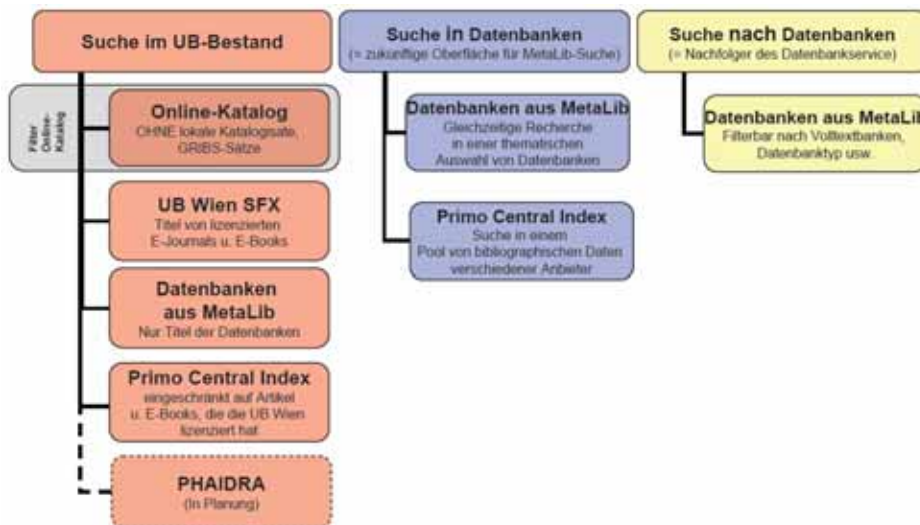 Suche im UB-Bestand
Filter
Online-
Katalog
Online-Katalog
OHNE lokale Katalogisate,
GRIBS-Sätze
UB Wien SFX
Titel von lizenzierten
E-Journals u. E-Books
Datenbanken
aus MetaLib
Nur Titel der Datenbanken
Primo Central Index
eingeschränkt auf Artikel
u. E-Books, die die UB Wien
lizenziert hat
PHAIDRA
(In Planung)
Suche in Datenbanken
(= zukünftige Oberfläche für MetaLib-Suche)
Datenbanken aus MetaLib
Gleichzeitige Recherche
in einer thematischen
Auswahl von Datenbanken
Primo Central Index
Suche in einem
Pool von bibliographischen Daten
verschiedener Anbieter
Suche nach Datenbanken
(= Nachfolger des Datenbankservice)
Datenbanken aus MetaLib
Filterbar nach Volltextbanken,
Datenbanktyp usw.